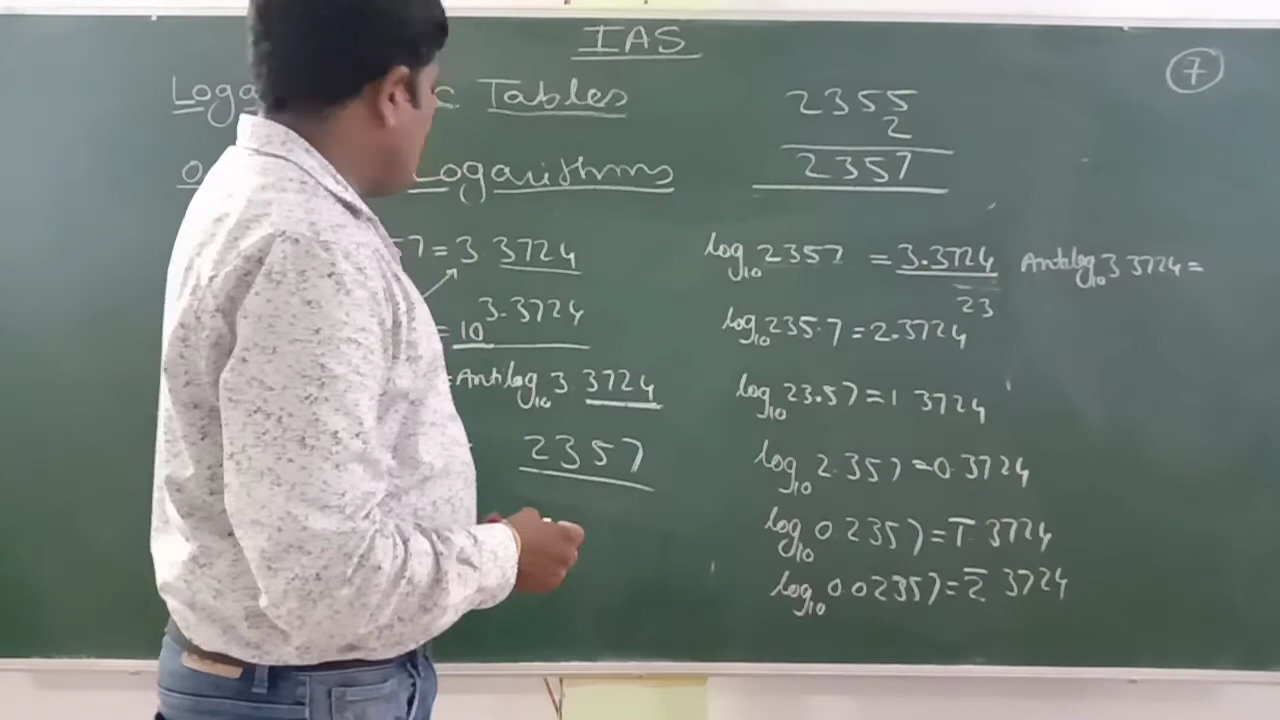 IAS
7
Tables
Logarithms
7 = 3 3724
= 10^3.3724
= Antilog₁₀ 3 3724
2357
2355
2
2357
log₁₀ 2357 = 3.3724 Antilog₁₀ 3 3724 =
23
log₁₀ 235.7 = 2.3724
log₁₀ 23.57 = 1 3724
log₁₀ 2.357 = 0.3724
log₁₀ 0 2357 = 1̅ 3724
log₁₀ 0.02357 = 2̅ 3724